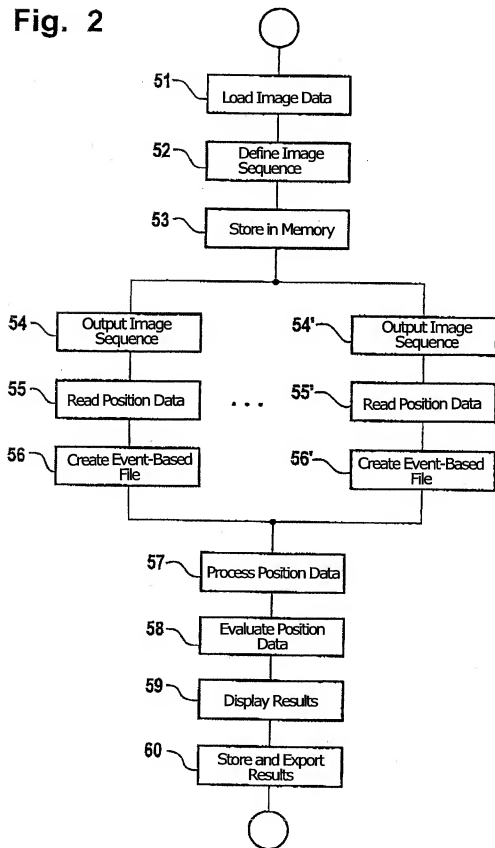 Fig. 2
51
Load Image Data
52
Define Image
Sequence
53
Store in Memory
54
Output Image
Sequence
54'
Output Image
Sequence
55
Read Position Data
. . .
55'
Read Position Data
56
Create Event-Based
File
56'
Create Event-Based
File
57
Process Position Data
58
Evaluate Position
Data
59
Display Results
60
Store and Export
Results